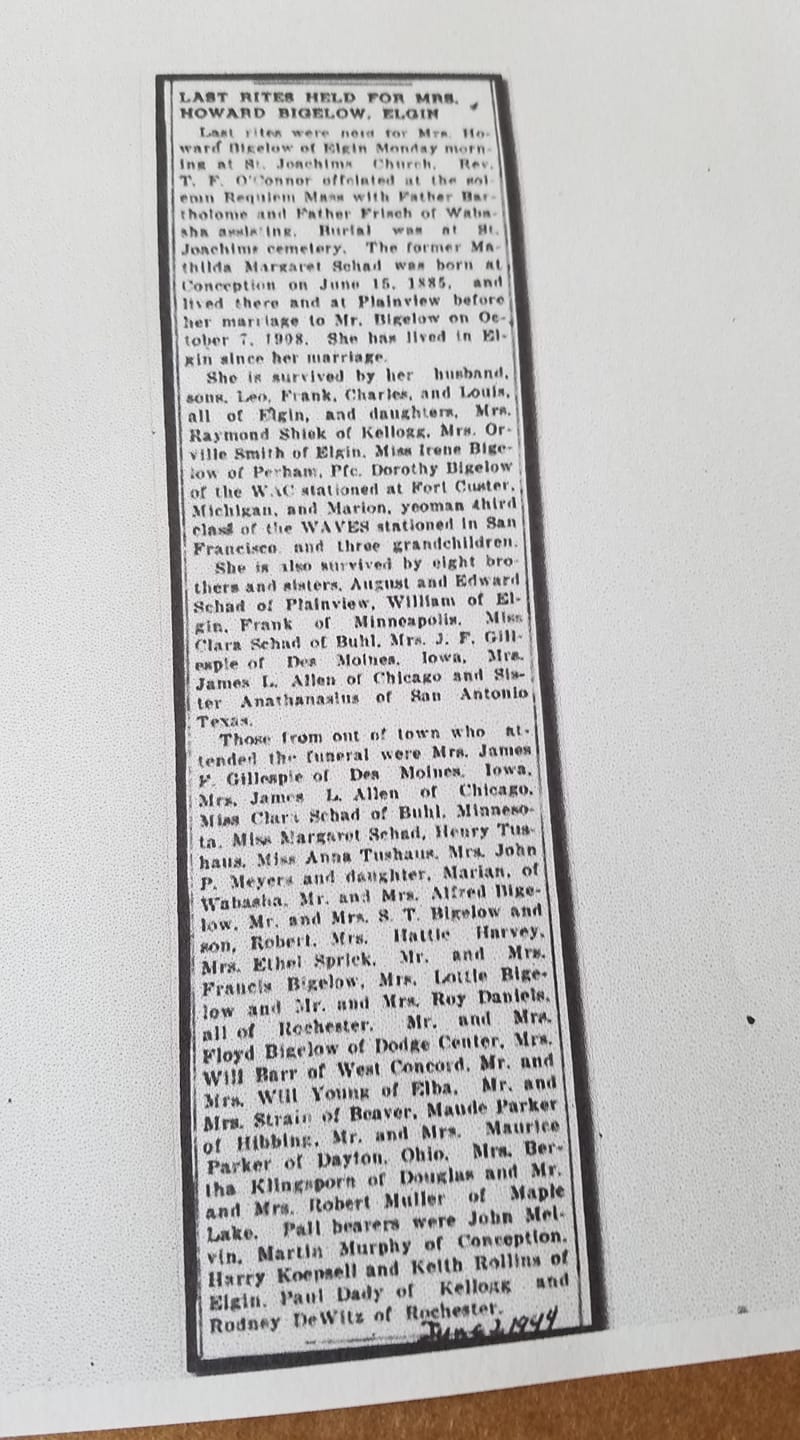 LAST RITES HELD FOR MRS.
HOWARD BIGELOW, ELGIN
Last rites were held for Mrs. Ho-
ward Bigelow of Elgin Monday morn-
ing at St. Joachims Church. Rev.
T. F. O'Connor officiated at the sol-
emn Requiem Mass with Father Bar-
tholome and Father Frisch of Waba-
sha assisting. Burial was at St.
Joachims cemetery. The former Ma-
thilda Margaret Schad was born at
Conception on June 15, 1885, and
lived there and at Plainview before
her marriage to Mr. Bigelow on Oc-
tober 7, 1908. She has lived in El-
gin since her marriage.
She is survived by her husband,
sons, Leo, Frank, Charles, and Louis,
all of Elgin, and daughters, Mrs.
Raymond Shiek of Kellogg, Mrs. Or-
ville Smith of Elgin, Miss Irene Bige-
low of Perham, Pfc. Dorothy Bigelow
of the WAC stationed at Fort Custer,
Michigan, and Marion, yeoman third
class of the WAVES stationed in San
Francisco and three grandchildren.
She is also survived by eight bro-
thers and sisters, August and Edward
Schad of Plainview, William of El-
gin, Frank of Minneapolis, Miss
Clara Schad of Buhl, Mrs. J. F. Gill-
espie of Des Moines, Iowa, Mrs.
James L. Allen of Chicago and Sis-
ter Anathanasius of San Antonio
Texas.
Those from out of town who at-
tended the funeral were Mrs. James
F. Gillespie of Des Moines, Iowa,
Mrs. James L. Allen of Chicago,
Miss Clara Schad of Buhl, Minneso-
ta, Miss Margaret Schad, Henry Tus-
haus, Miss Anna Tushaus, Mrs. John
P. Meyers and daughter, Marian, of
Wabasha, Mr. and Mrs. Alfred Bige-
low, Mr. and Mrs. S. T. Bigelow and
son, Robert, Mrs. Hattie Harvey,
Mrs. Ethel Sprick, Mr. and Mrs.
Francis Bigelow, Mrs. Lottie Bige-
low and Mr. and Mrs. Roy Daniels,
all of Rochester. Mr. and Mrs.
Floyd Bigelow of Dodge Center, Mrs.
Will Barr of West Concord, Mr. and
Mrs. Will Young of Elba, Mr. and
Mrs. Strain of Beaver, Maude Parker
of Hibbing, Mr. and Mrs. Maurice
Parker of Dayton, Ohio, Mrs. Ber-
tha Klingsporn of Douglas and Mr.
and Mrs. Robert Muller of Maple
Lake. Pall bearers were John Mel-
vin, Martin Murphy of Conception,
Harry Koepsell and Keith Rollins of
Elgin, Paul Dady of Kellogg and
Rodney DeWitz of Rochester.
June 2, 1944